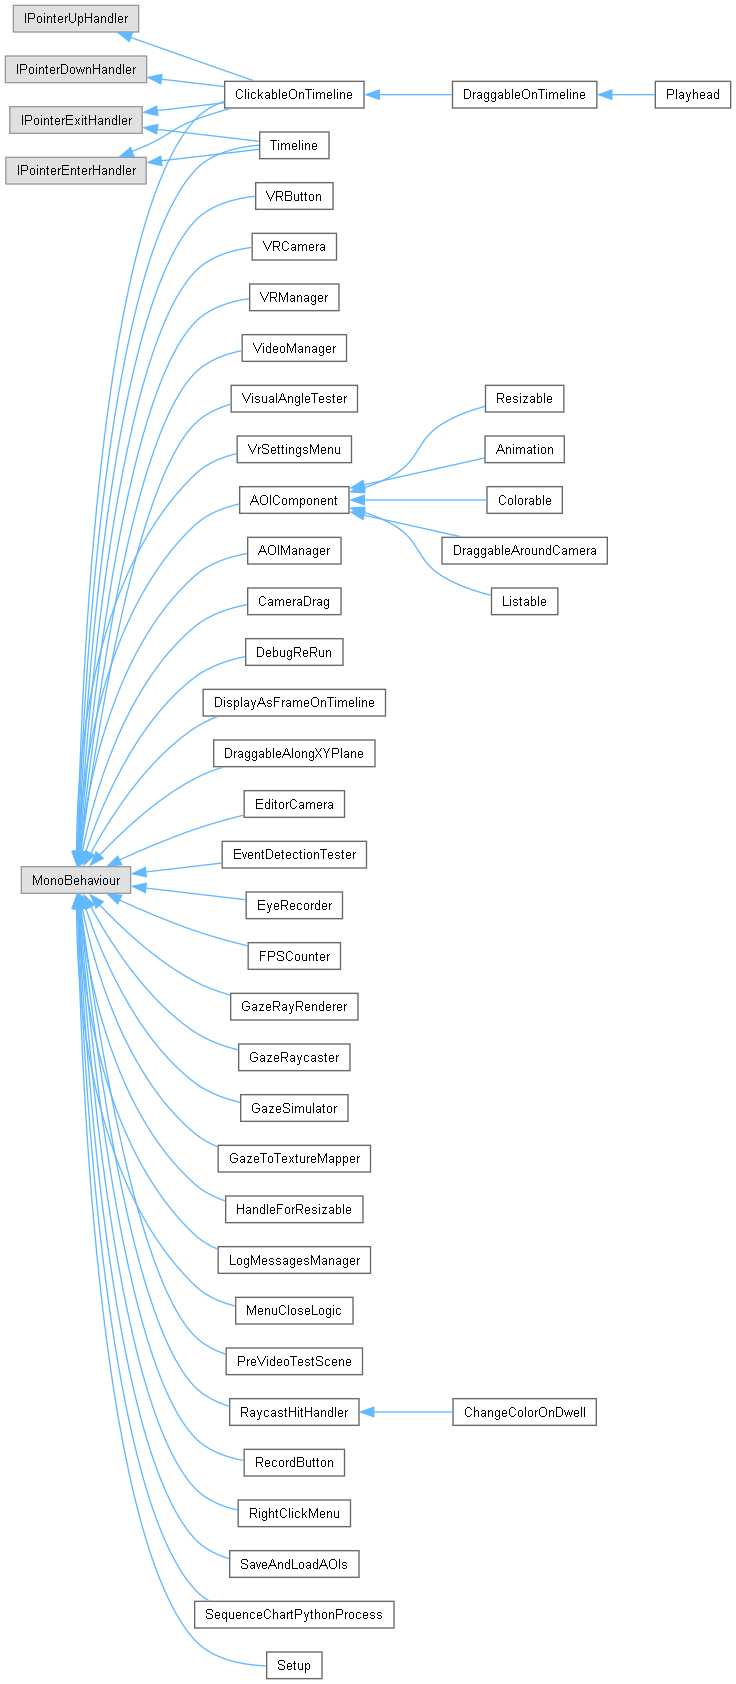 IPointerUpHandler
IPointerDownHandler
ClickableOnTimeline
DraggableOnTimeline
Playhead
IPointerExitHandler
Timeline
IPointerEnterHandler
VRButton
VRCamera
VRManager
VideoManager
VisualAngleTester
Resizable
VrSettingsMenu
Animation
AOIComponent
Colorable
AOIManager
DraggableAroundCamera
CameraDrag
Listable
DebugReRun
DisplayAsFrameOnTimeline
DraggableAlongXYPlane
EditorCamera
EventDetectionTester
MonoBehaviour
EyeRecorder
FPSCounter
GazeRayRenderer
GazeRaycaster
GazeSimulator
GazeToTextureMapper
HandleForResizable
LogMessagesManager
MenuCloseLogic
PreVideoTestScene
RaycastHitHandler
ChangeColorOnDwell
RecordButton
RightClickMenu
SaveAndLoadAOIs
SequenceChartPythonProcess
Setup